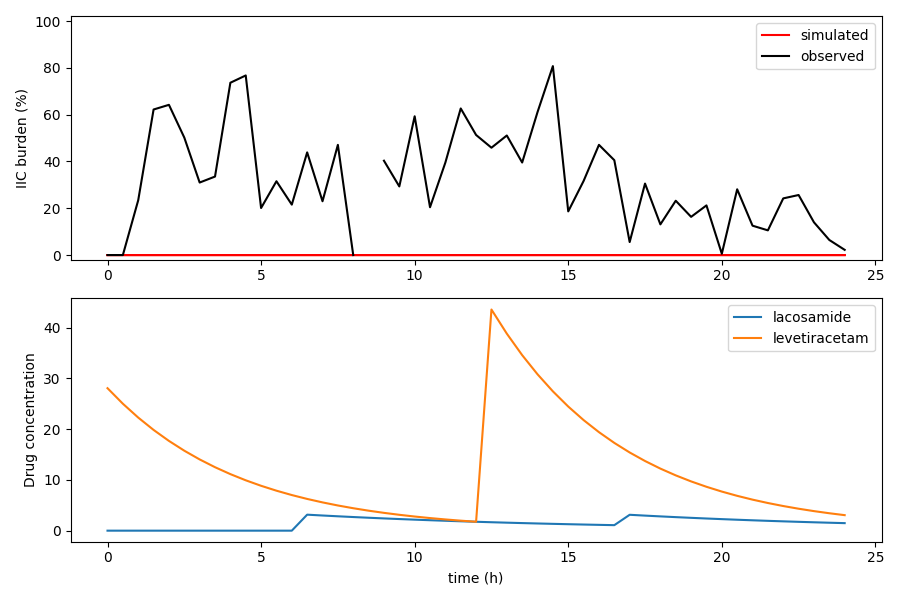 100
80
60
40
20
0
IIC burden (%)
simulated
observed
0 5 10 15 20 25
40
30
20
10
0
Drug concentration
lacosamide
levetiracetam
0 5 10 15 20 25
time (h)